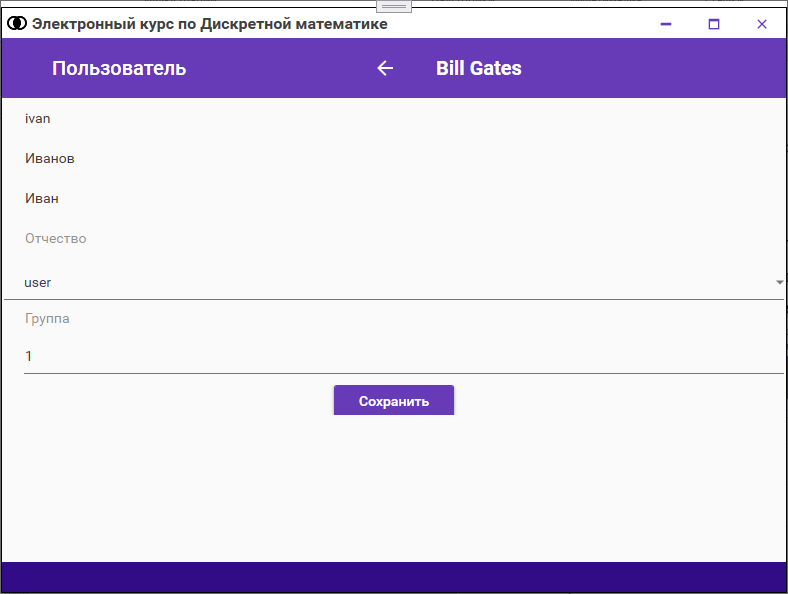 Электронный курс по Дискретной математике
Пользователь
Bill Gates
ivan
Иванов
Иван
Отчество
user
Группа
1
Сохранить